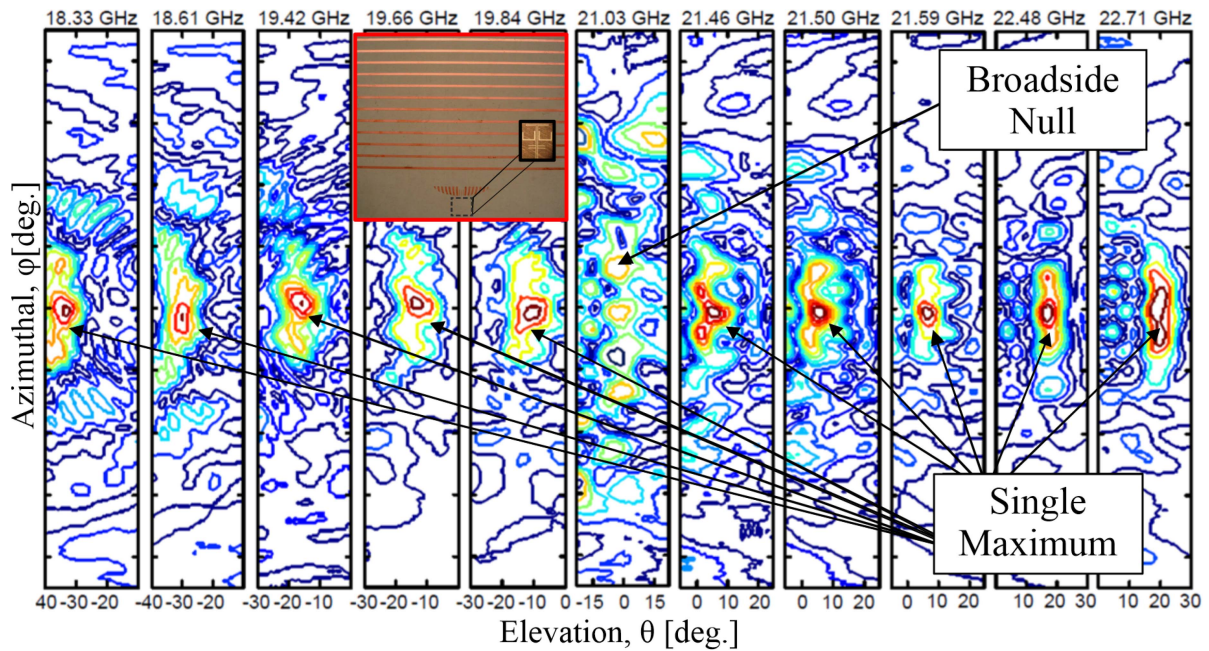 18.33 GHz 18.61 GHz 19.42 GHz 19.66 GHz 19.84 GHz 21.03 GHz 21.46 GHz 21.50 GHz 21.59 GHz 22.48 GHz 22.71 GHz
Broadside
Null
Azimuthal, φ[deg.]
Single
Maximum
40 -30 -20 -40 -30 -20 -30 -20 -10 -30 -20 -10 -30 -20 -10 0 -15 0 15 0 10 20 0 10 20 0 10 20 0 10 20 10 20 30
Elevation, θ [deg.]